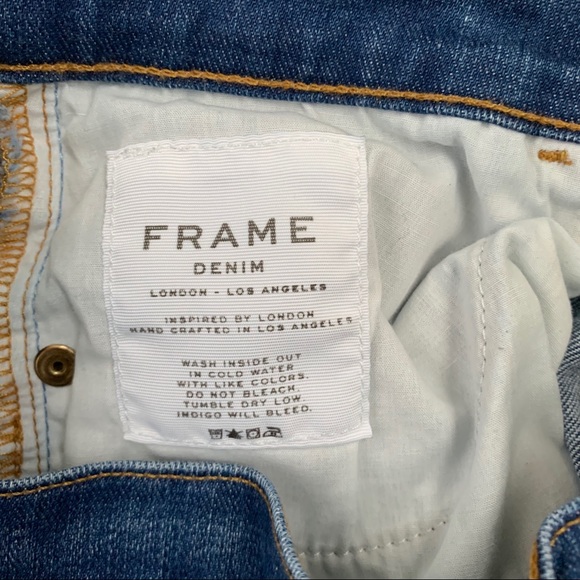 FRAME
DENIM
LONDON - LOS ANGELES
INSPIRED BY LONDON
HAND CRAFTED IN LOS ANGELES
WASH INSIDE OUT
IN COLD WATER
WITH LIKE COLORS.
DO NOT BLEACH.
TUMBLE DRY LOW.
INDIGO WILL BLEED.